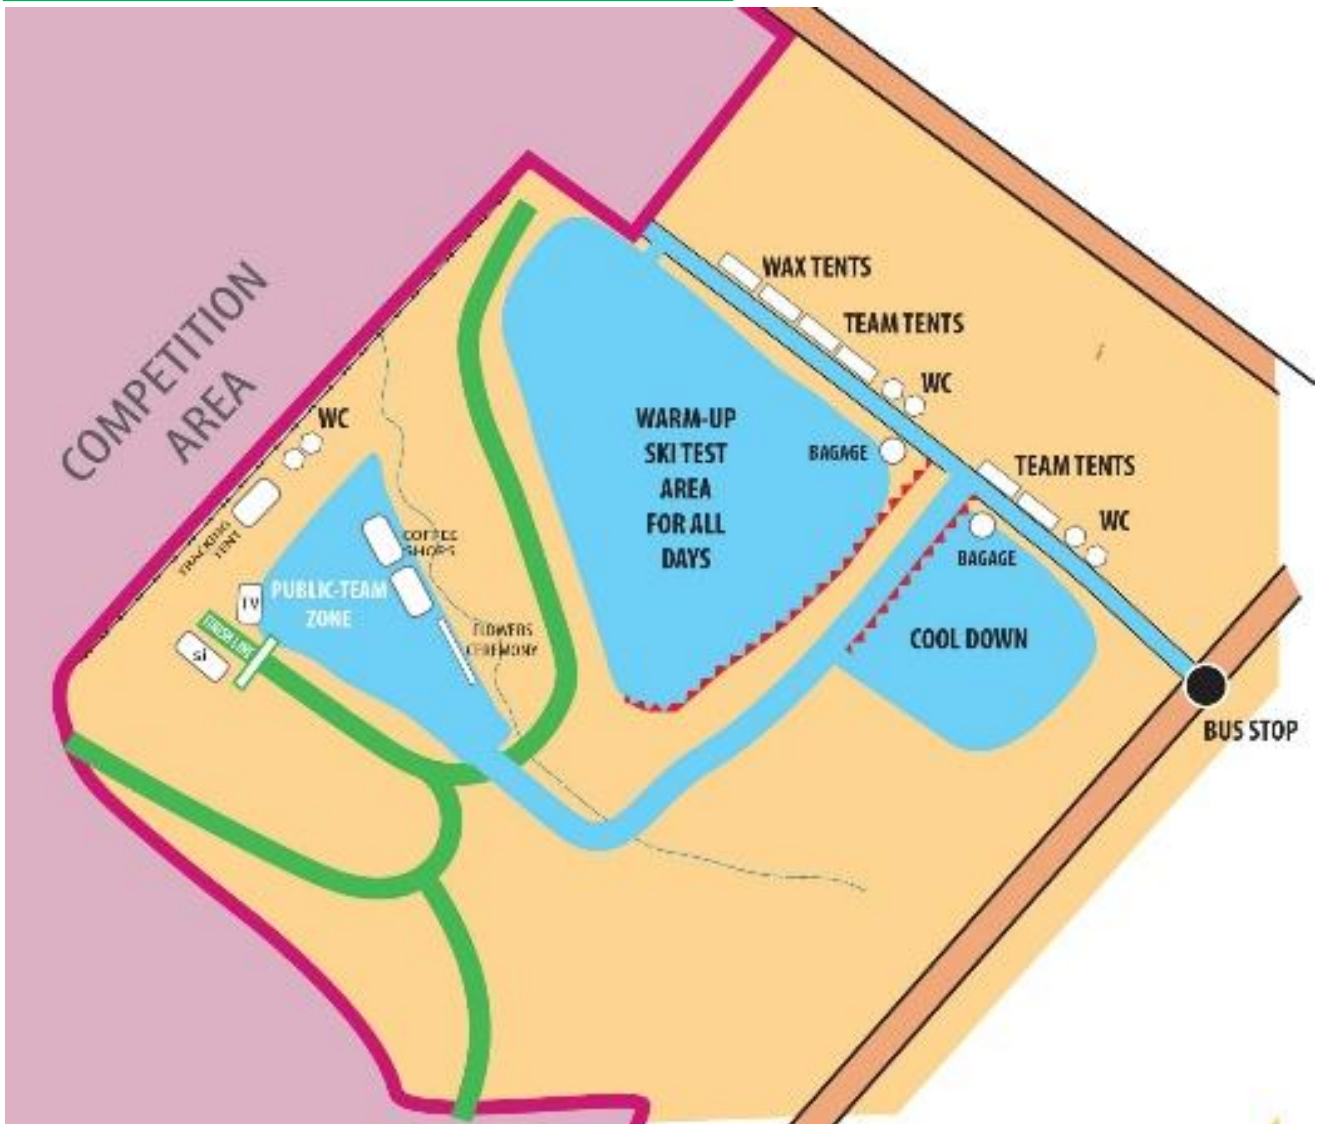 COMPETITION
AREA
WAX TENTS
TEAM TENTS
WC
WC
WARM-UP
SKI TEST
AREA
FOR ALL
DAYS
BAGAGE
TEAM TENTS
WC
BAGAGE
COOL DOWN
BUS STOP
TRACKING
TENT
COFFEE
SHOPS
PUBLIC-TEAM
ZONE
TV
FINISH LINE
si
FLOWERS
CEREMONY